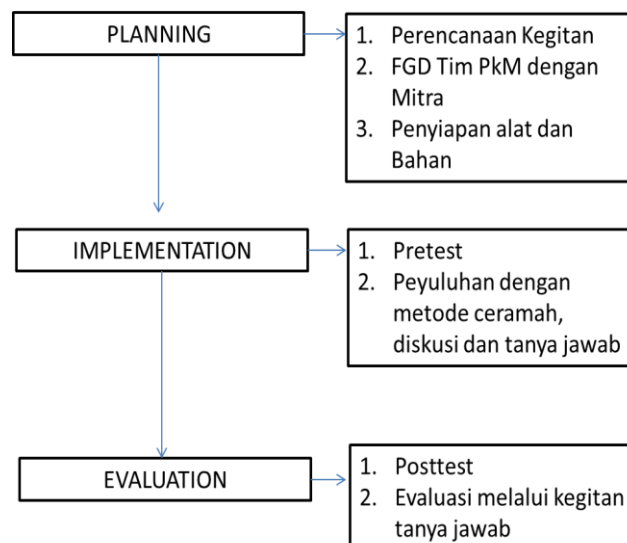 PLANNING
1. Perencanaan Kegitan
2. FGD Tim PkM dengan
Mitra
3. Penyiapan alat dan
Bahan
IMPLEMENTATION
1. Pretest
2. Peyuluhan dengan
metode ceramah,
diskusi dan tanya jawab
EVALUATION
1. Posttest
2. Evaluasi melalui kegitan
tanya jawab